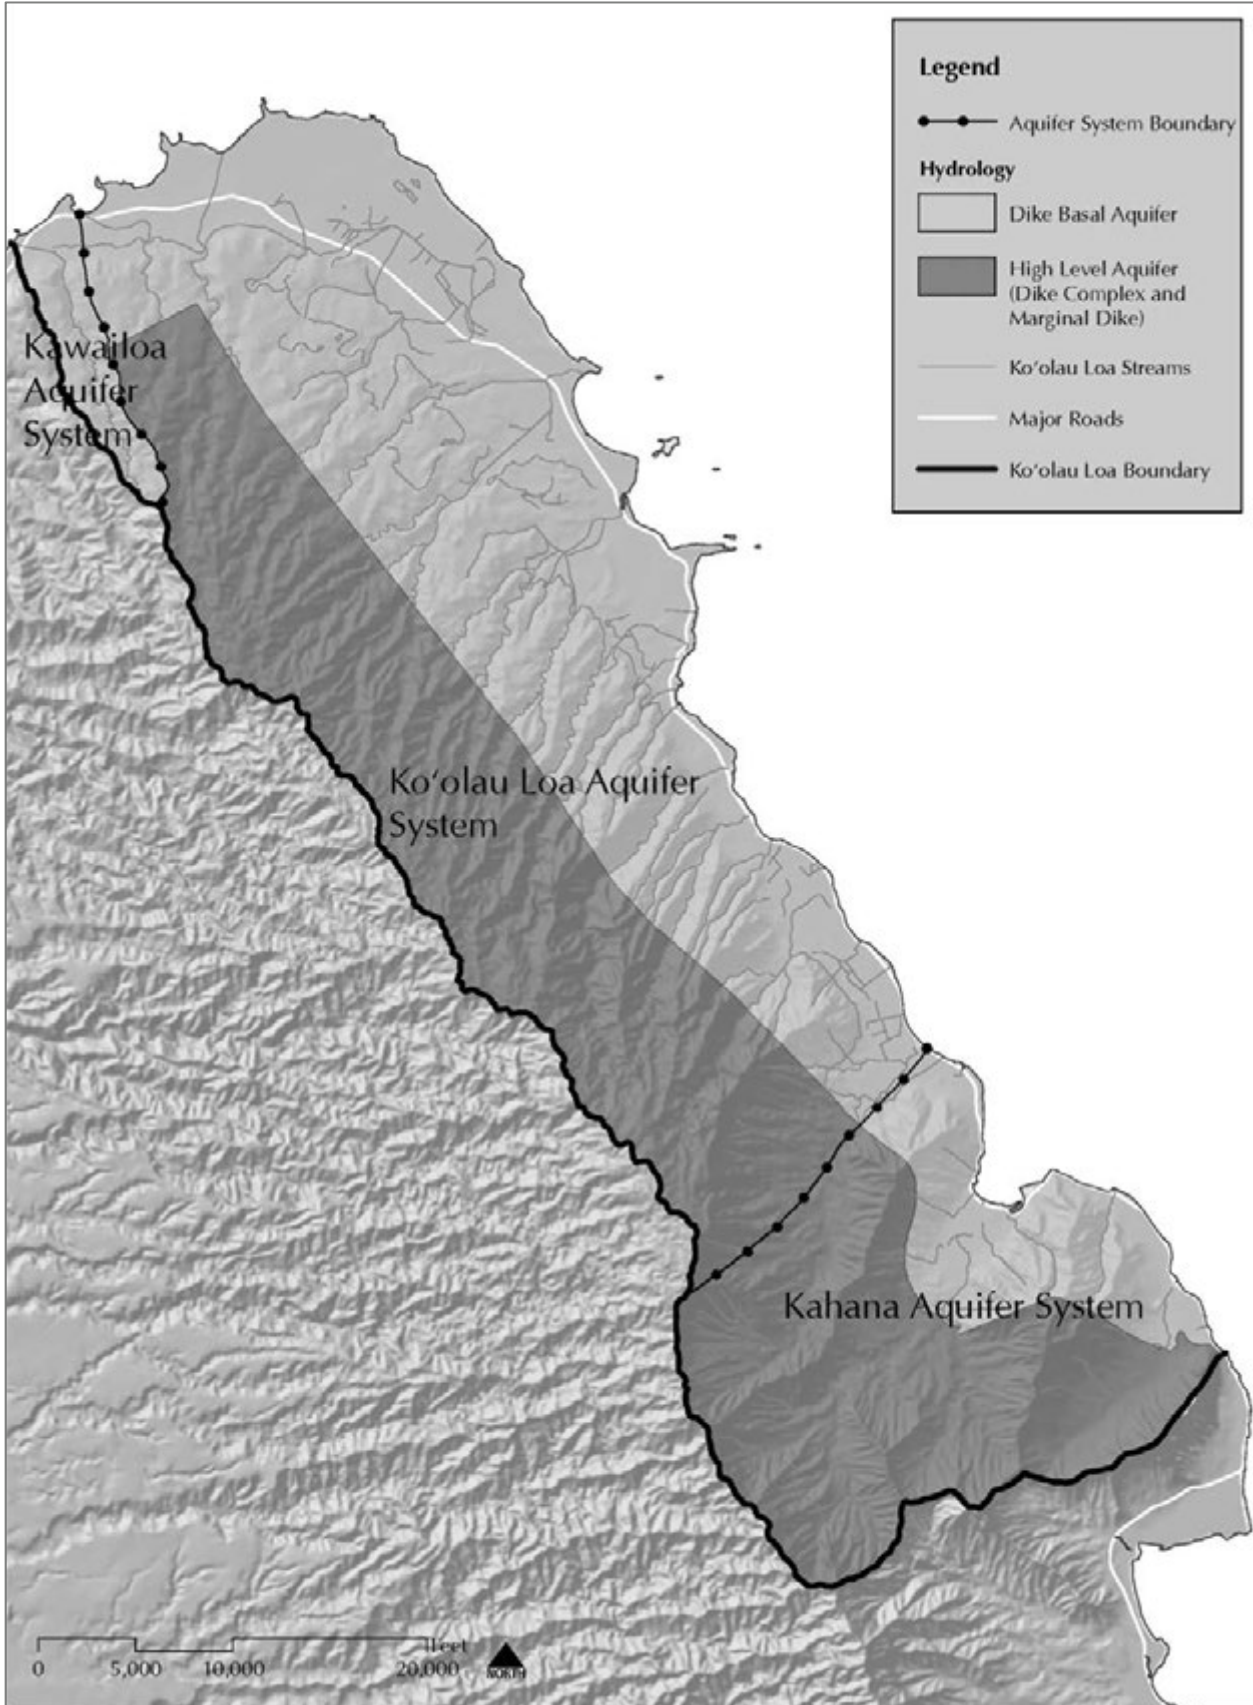 Legend
Aquifer System Boundary
Hydrology
Dike Basal Aquifer
High Level Aquifer
(Dike Complex and
Marginal Dike)
Ko‘olau Loa Streams
Major Roads
Ko‘olau Loa Boundary
Kawailoa
Aquifer
System
Ko‘olau Loa Aquifer
System
Kahana Aquifer System
Feet
0 5,000 10,000 20,000
NORTH